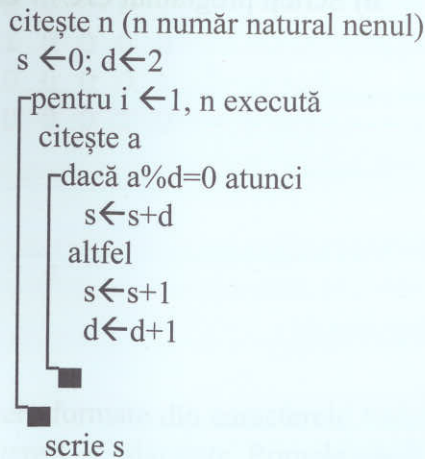 citește n (n număr natural nenul)
s ←0; d←2
pentru i ←1, n execută
citește a
dacă a%d=0 atunci
s←s+d
altfel
s←s+1
d←d+1
scrie s